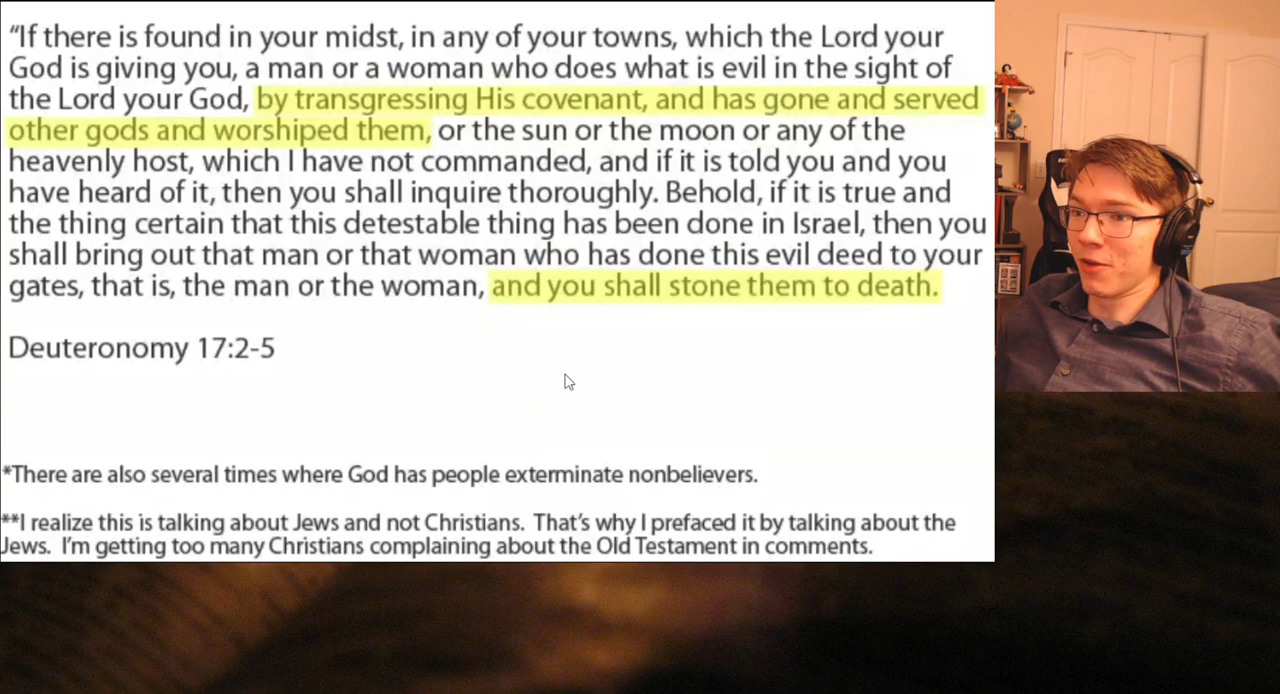 “If there is found in your midst, in any of your towns, which the Lord your
God is giving you, a man or a woman who does what is evil in the sight of
the Lord your God, by transgressing His covenant, and has gone and served
other gods and worshiped them, or the sun or the moon or any of the
heavenly host, which I have not commanded, and if it is told you and you
have heard of it, then you shall inquire thoroughly. Behold, if it is true and
the thing certain that this detestable thing has been done in Israel, then you
shall bring out that man or that woman who has done this evil deed to your
gates, that is, the man or the woman, and you shall stone them to death.
Deuteronomy 17:2-5
*There are also several times where God has people exterminate nonbelievers.
**I realize this is talking about Jews and not Christians. That’s why I prefaced it by talking about the
Jews. I’m getting too many Christians complaining about the Old Testament in comments.